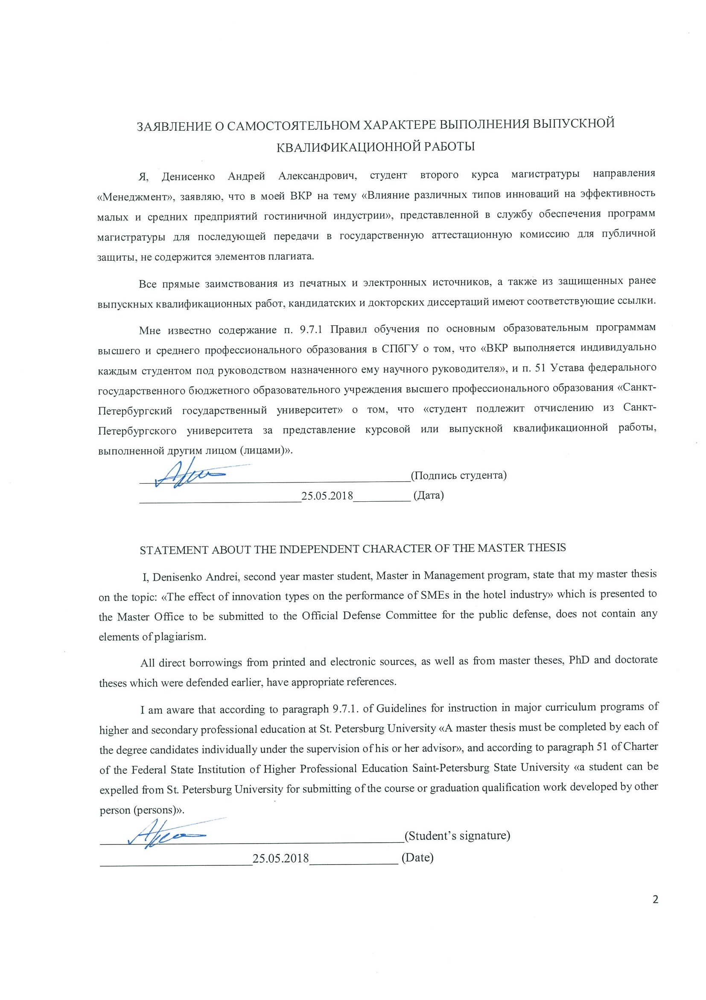 ЗАЯВЛЕНИЕ О САМОСТОЯТЕЛЬНОМ ХАРАКТЕРЕ ВЫПОЛНЕНИЯ ВЫПУСКНОЙ
КВАЛИФИКАЦИОННОЙ РАБОТЫ
Я, Денисенко Андрей Александрович, студент второго курса магистратуры направления
«Менеджмент», заявляю, что в моей ВКР на тему «Влияние различных типов инноваций на эффективность
малых и средних предприятий гостиничной индустрии», представленной в службу обеспечения программ
магистратуры для последующей передачи в государственную аттестационную комиссию для публичной
защиты, не содержится элементов плагиата.
Все прямые заимствования из печатных и электронных источников, а также из защищенных ранее
выпускных квалификационных работ, кандидатских и докторских диссертаций имеют соответствующие ссылки.
Мне известно содержание п. 9.7.1 Правил обучения по основным образовательным программам
высшего и среднего профессионального образования в СПбГУ о том, что «ВКР выполняется индивидуально
каждым студентом под руководством назначенного ему научного руководителя», и п. 51 Устава федерального
государственного бюджетного образовательного учреждения высшего профессионального образования «Санкт-
Петербургский государственный университет» о том, что «студент подлежит отчислению из Санкт-
Петербургского университета за представление курсовой или выпускной квалификационной работы,
выполненной другим лицом (лицами)».
(Подпись студента)
25.05.2018 (Дата)
STATEMENT ABOUT THE INDEPENDENT CHARACTER OF THE MASTER THESIS
I, Denisenko Andrei, second year master student, Master in Management program, state that my master thesis
on the topic: «The effect of innovation types on the performance of SMEs in the hotel industry» which is presented to
the Master Office to be submitted to the Official Defense Committee for the public defense, does not contain any
elements of plagiarism.
All direct borrowings from printed and electronic sources, as well as from master theses, PhD and doctorate
theses which were defended earlier, have appropriate references.
I am aware that according to paragraph 9.7.1. of Guidelines for instruction in major curriculum programs of
higher and secondary professional education at St. Petersburg University «A master thesis must be completed by each of
the degree candidates individually under the supervision of his or her advisor», and according to paragraph 51 of Charter
of the Federal State Institution of Higher Professional Education Saint-Petersburg State University «a student can be
expelled from St. Petersburg University for submitting of the course or graduation qualification work developed by other
person (persons)».
(Student’s signature)
25.05.2018 (Date)
2